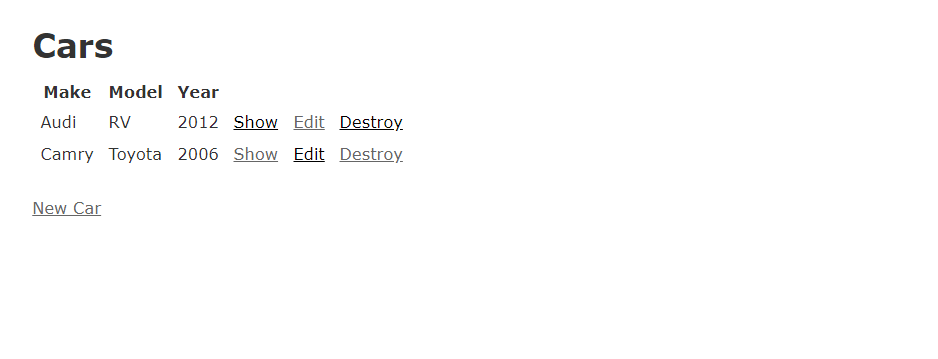 Cars
Make Model Year
Audi RV 2012 Show Edit Destroy
Camry Toyota 2006 Show Edit Destroy
New Car